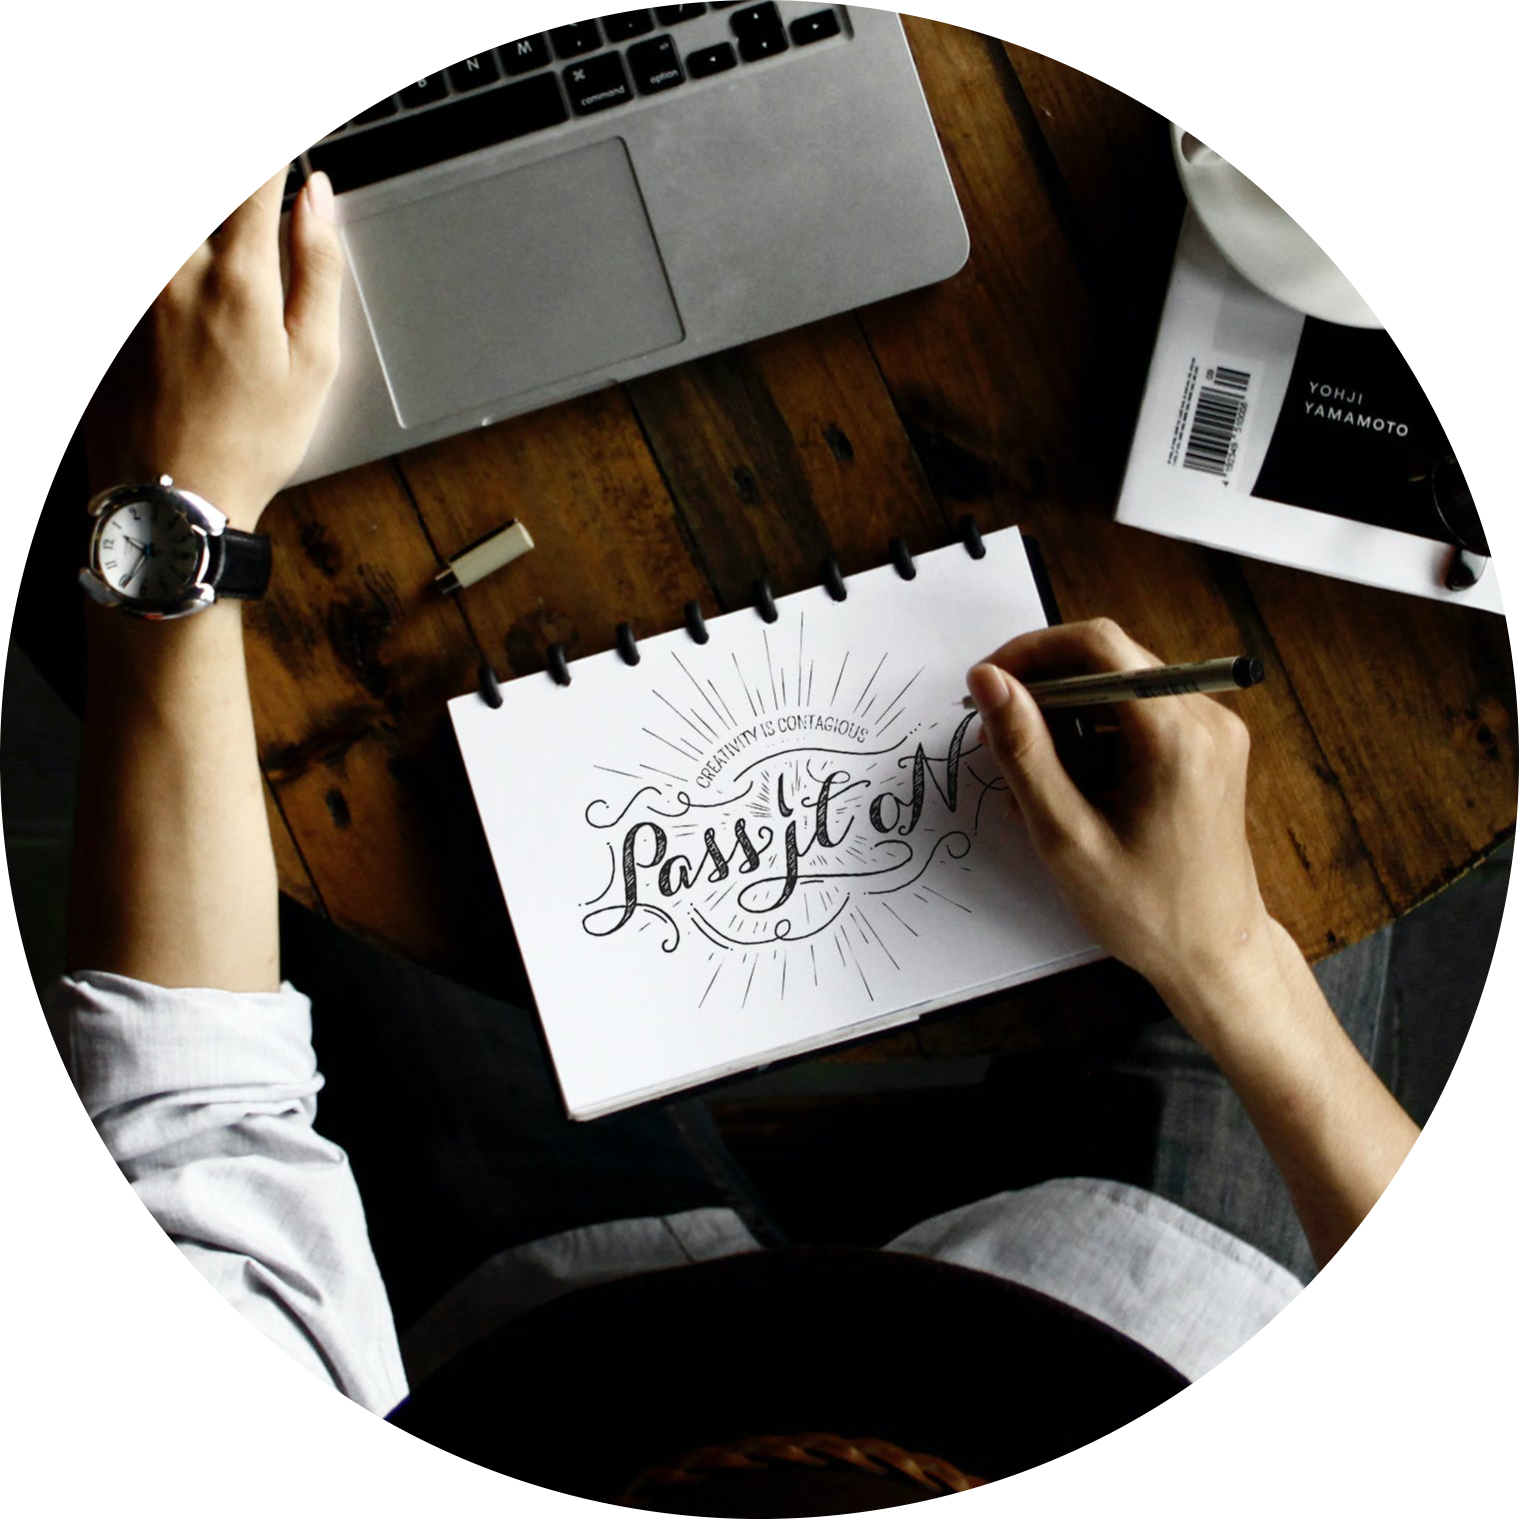 N M
command option
YOHJI
YAMAMOTO
CREATIVITY IS CONTAGIOUS
Pass it oN